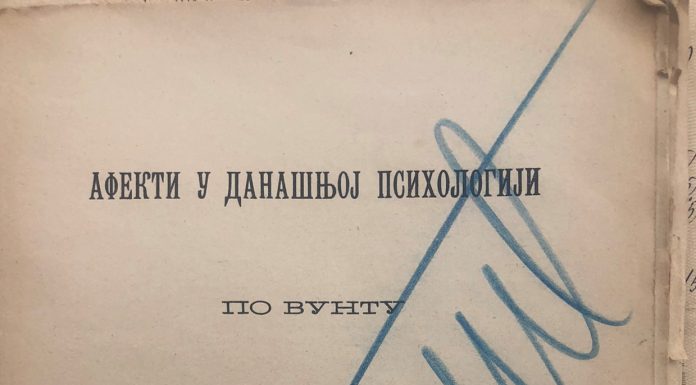 АФЕКТИ У ДАНАШЊОЈ ПСИХОЛОГИЈИ
ПО ВУНТУ